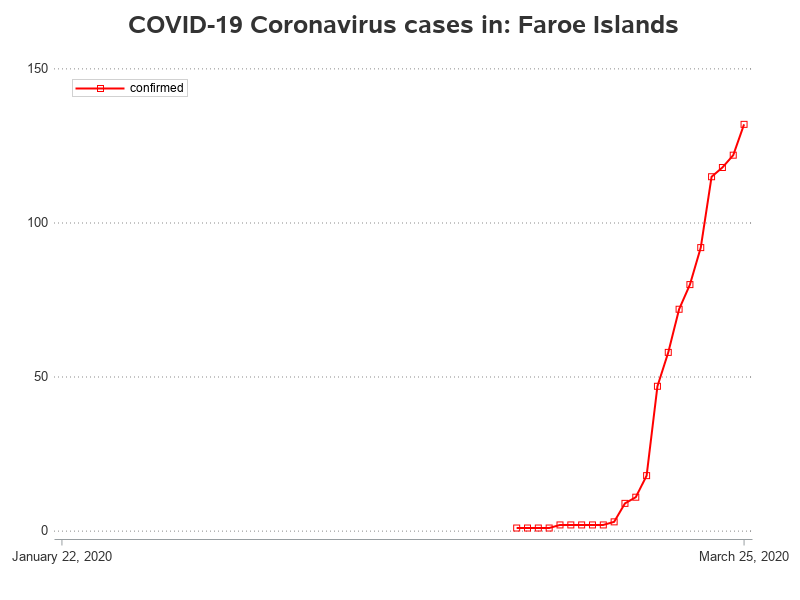 COVID-19 Coronavirus cases in: Faroe Islands
150
confirmed
100
50
0
January 22, 2020
March 25, 2020